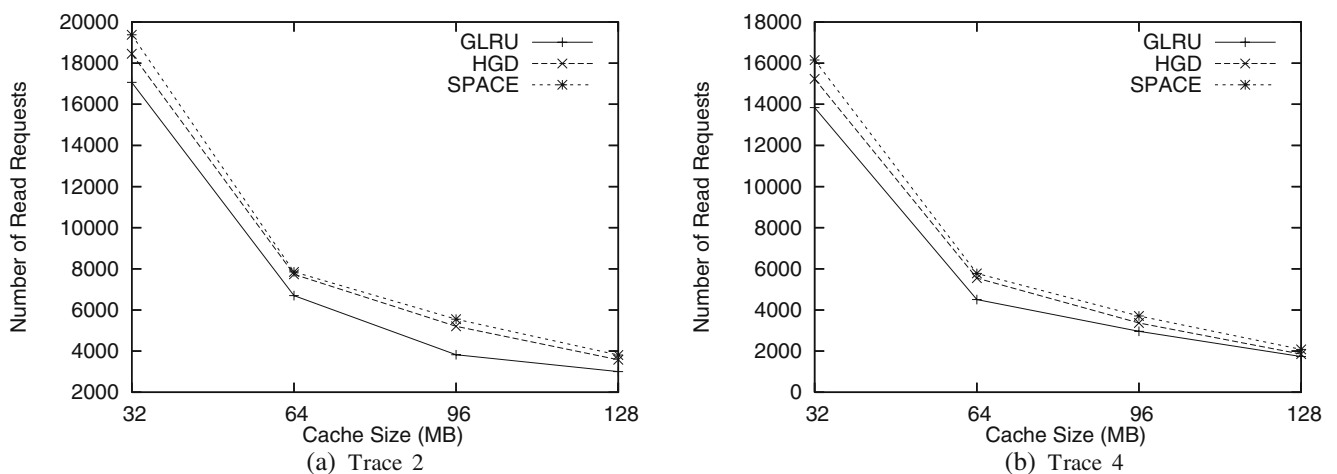 20000
18000
16000
14000
12000
10000
8000
6000
4000
2000
Number of Read Requests
GLRU
HGD
SPACE
32
64
96
128
Cache Size (MB)
(a) Trace 2
18000
16000
14000
12000
10000
8000
6000
4000
2000
0
Number of Read Requests
GLRU
HGD
SPACE
32
64
96
128
Cache Size (MB)
(b) Trace 4